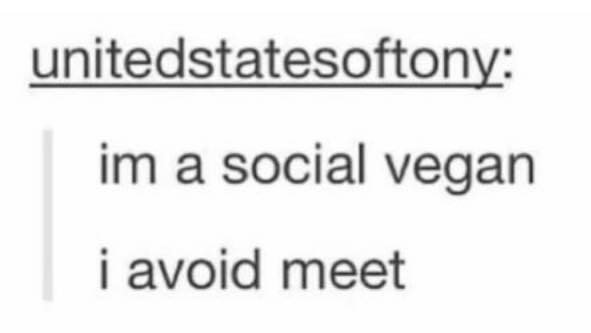 unitedstatesoftony:
im a social vegan
i avoid meet